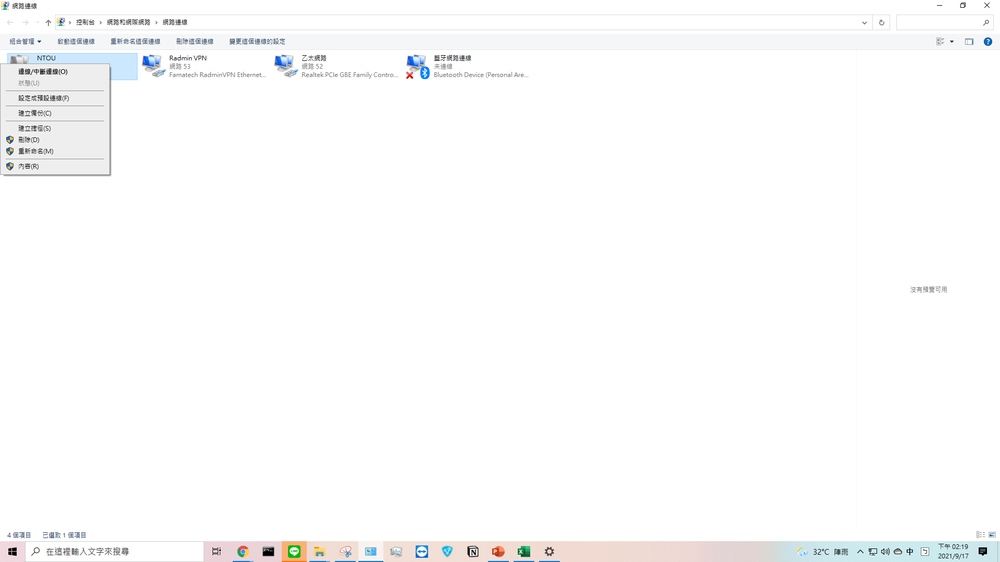 網路連線
控制台 網路和網際網路 網路連線
組合管理 啟動這個連線 重新命名這個連線 刪除這個連線 變更這個連線的設定
NTOU
Radmin VPN
網路 53
Famatech RadminVPN Ethernet...
乙太網路
網路 52
Realtek PCIe GBE Family Contro...
藍牙網路連線
未連線
Bluetooth Device (Personal Are...
連線/中斷連線(O)
狀態(U)
設定成預設連線(F)
建立備份(C)
建立捷徑(S)
刪除(D)
重新命名(M)
內容(R)
沒有預覽可用
4 個項目 已選取 1 個項目
在這裡輸入文字來搜尋
LINE
32°C 陣雨
中
下午 02:19
2021/9/17